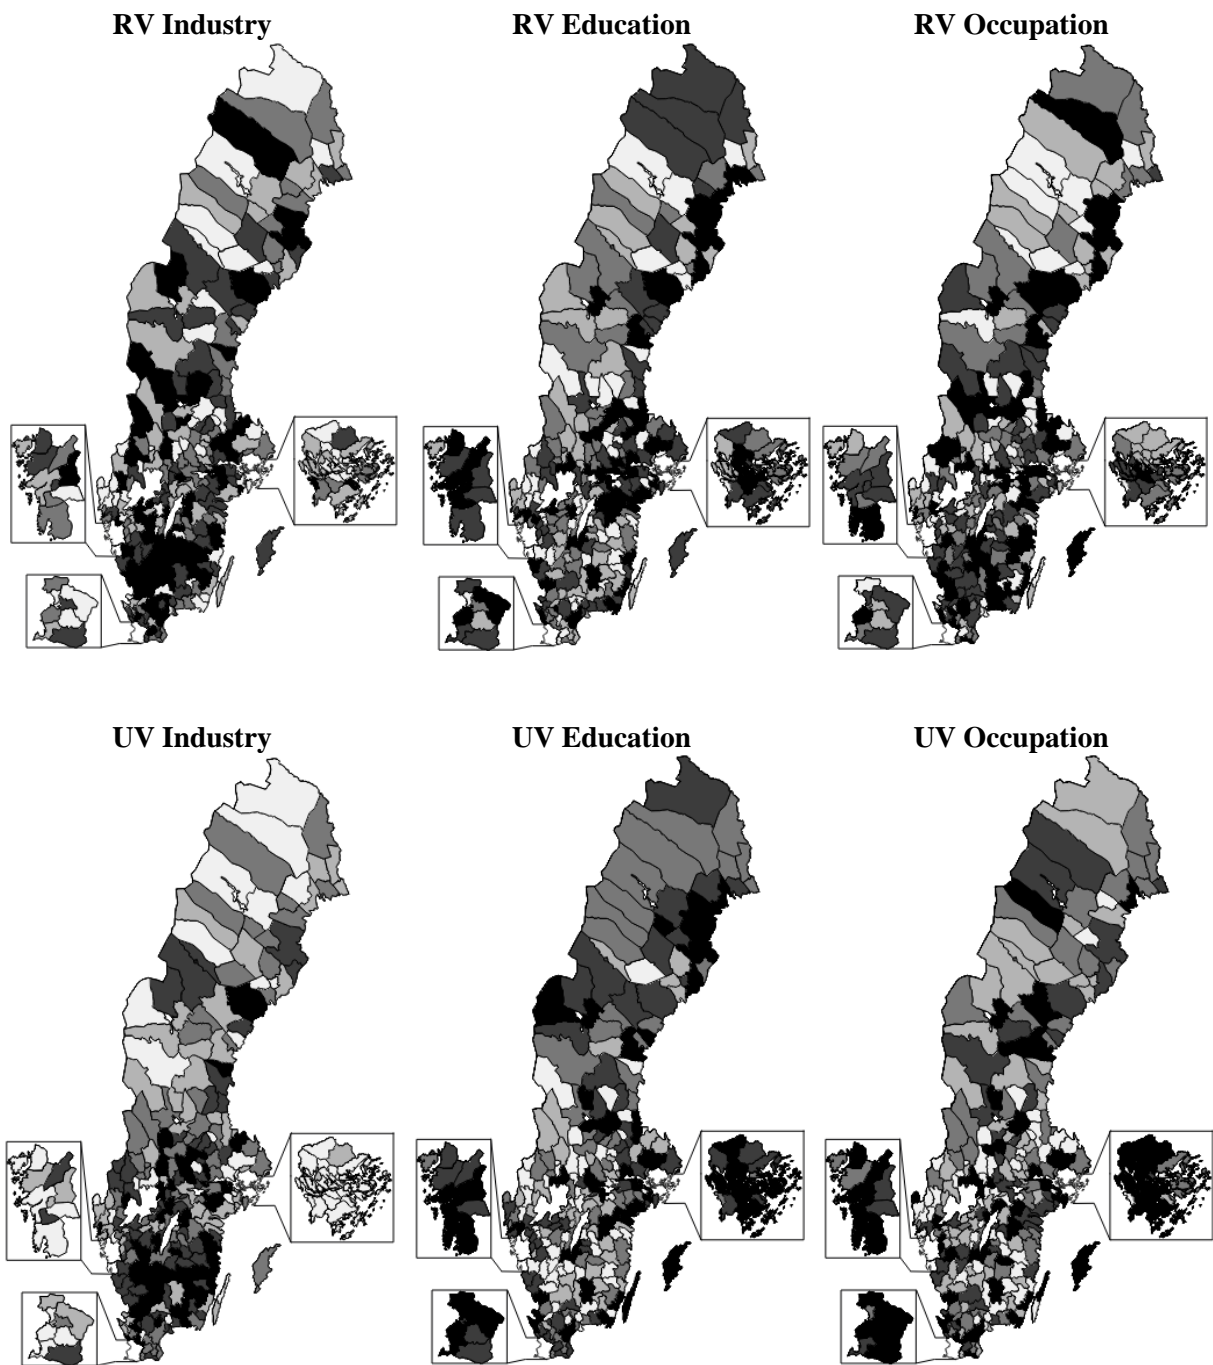 RV Industry
RV Education
RV Occupation
UV Industry
UV Education
UV Occupation